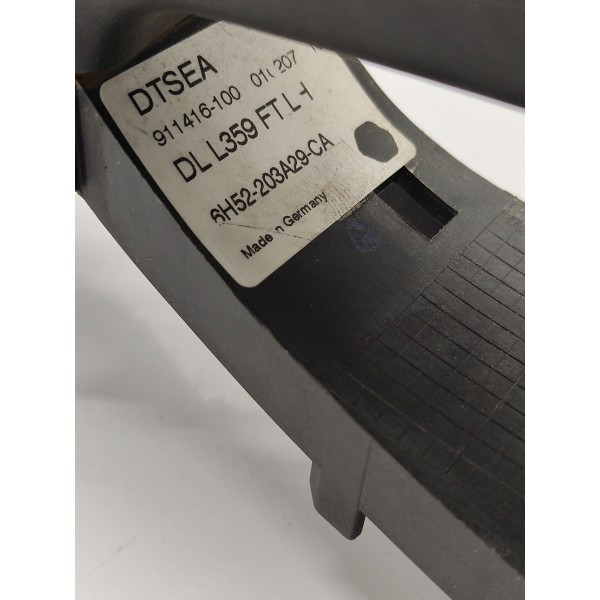 DTSEA
911416-100
DL L359 FT L-H
6H52-203A29-CA
Made in Germany